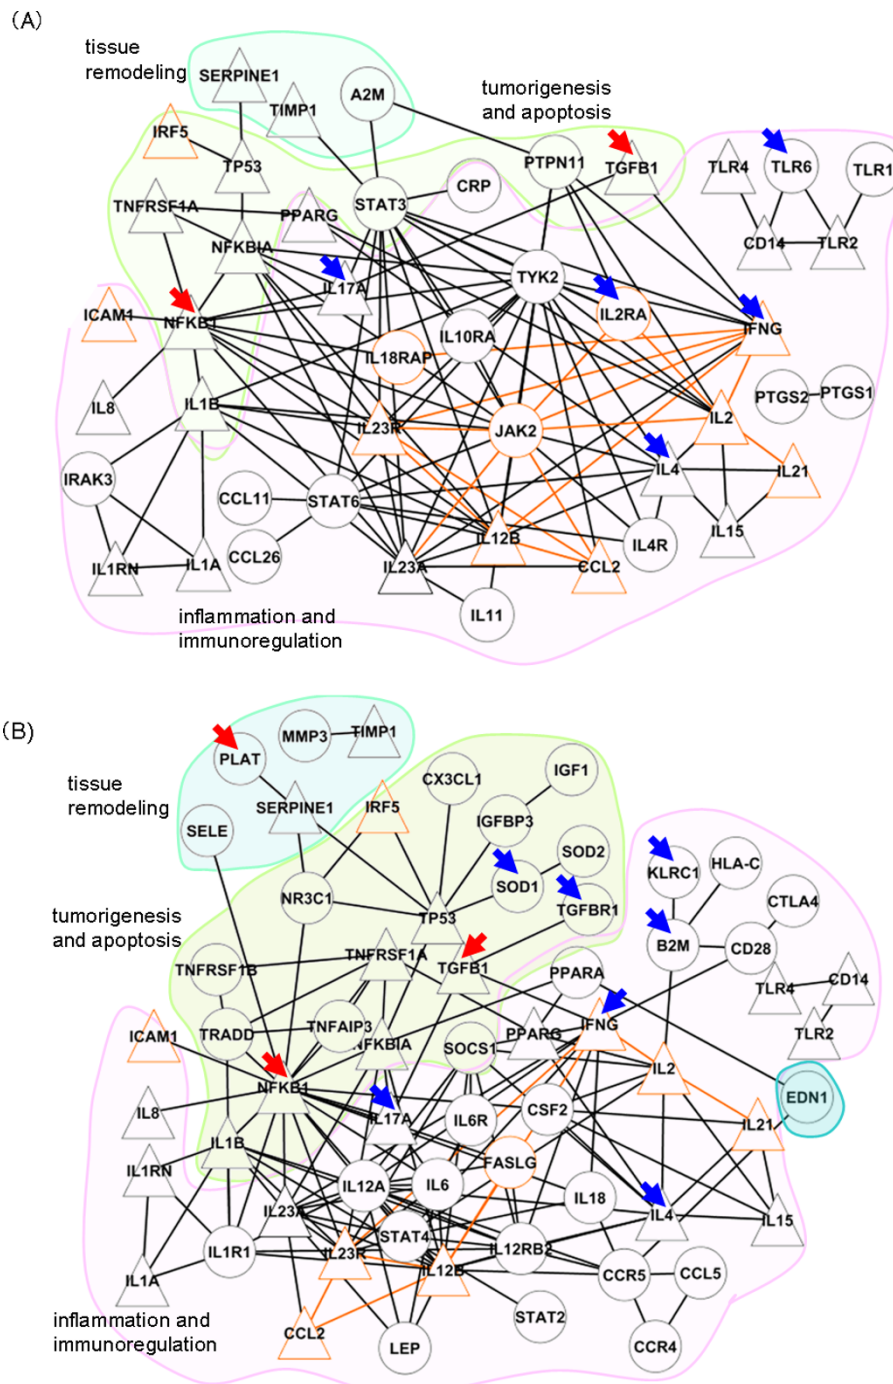 (A)
tissue
remodeling
SERPINE1
TIMP1
A2M
tumorigenesis
and apoptosis
IRF5
TP53
PTPN11
TGFB1
TLR4
TLR6
TLR1
CRP
TNFRSF1A
PPARG
STAT3
NFKBIA
CD14
TLR2
IL17A
TYK2
ICAM1
NFKB1
IL10RA
IL2RA
IFNG
IL18RAP
PTGS2
PTGS1
IL8
IL1B
IL23R
JAK2
IL2
IRAK3
CCL11
STAT6
IL4
IL21
IL1RN
IL1A
CCL26
IL23A
IL12B
CCL2
IL4R
IL15
IL11
inflammation and
immunoregulation
(B)
PLAT
MMP3
TIMP1
tissue
remodeling
SERPINE1
IRF5
CX3CL1
IGF1
IGFBP3
SELE
SOD1
SOD2
KLRC1
HLA-C
CTLA4
NR3C1
TP53
TGFBR1
tumorigenesis
and apoptosis
B2M
CD28
TNFRSF1B
TNFRSF1A
TGFB1
PPARA
TLR4
CD14
TRADD
TNFAIP3
NFKBIA
SOCS1
PPARG
IFNG
TLR2
ICAM1
NFKB1
IL2
EDN1
IL8
IL17A
IL6R
CSF2
IL21
IL1B
IL1RN
IL12A
IL6
FASLG
IL18
IL4
IL15
IL23A
STAT4
IL1R1
IL23R
IL12B
IL12RB2
IL1A
CCR5
CCL5
inflammation and
immunoregulation
CCL2
LEP
STAT2
CCR4